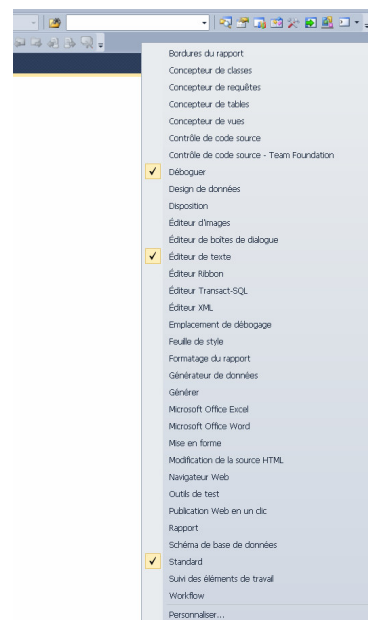 Bordures du rapport
Concepteur de classes
Concepteur de requêtes
Concepteur de tables
Concepteur de vues
Contrôle de code source
Contrôle de code source - Team Foundation
Déboguer
Design de données
Disposition
Éditeur d'images
Éditeur de boîtes de dialogue
Éditeur de texte
Éditeur Ribbon
Éditeur Transact-SQL
Éditeur XML
Emplacement de débogage
Feuille de style
Formatage du rapport
Générateur de données
Générer
Microsoft Office Excel
Microsoft Office Word
Mise en forme
Modification de la source HTML
Navigateur Web
Outils de test
Publication Web en un clic
Rapport
Schéma de base de données
Standard
Suivi des éléments de travail
Workflow
Personnaliser...